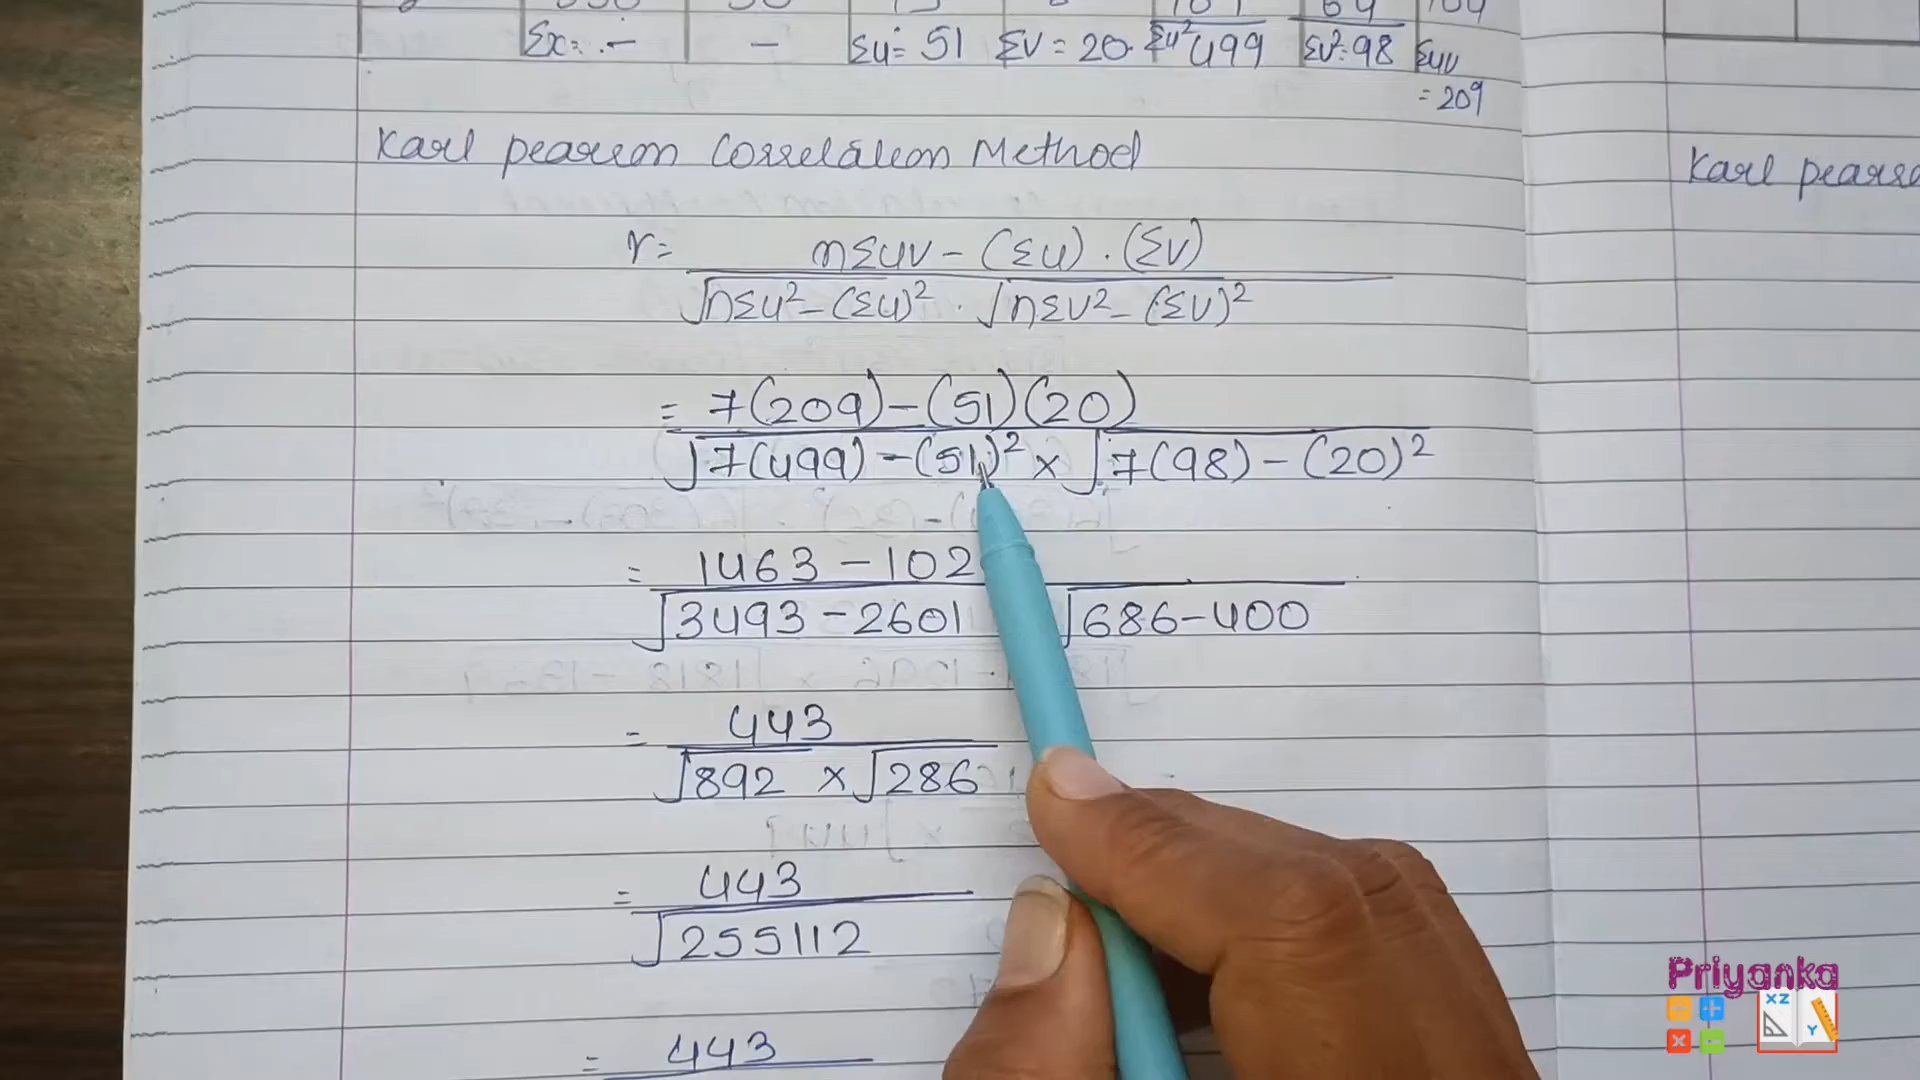 Σx=.- - Σu= 51 Σv = 20. Σu² 499 Σv²=98 Σuv
= 209
Karl pearson Correlation Method
Karl pearso
r= nΣuv - (Σu) . (Σv)
√nΣu² - (Σu)² . √nΣv² - (Σv)²
= 7(209) - (51)(20)
√7(499) - (51)² × √7(98) - (20)²
= 1463 - 102
√3493 - 2601 √686-400
= 443
√892 × √286
= 443
√255112
= 443
Priyanka
XZ
Y